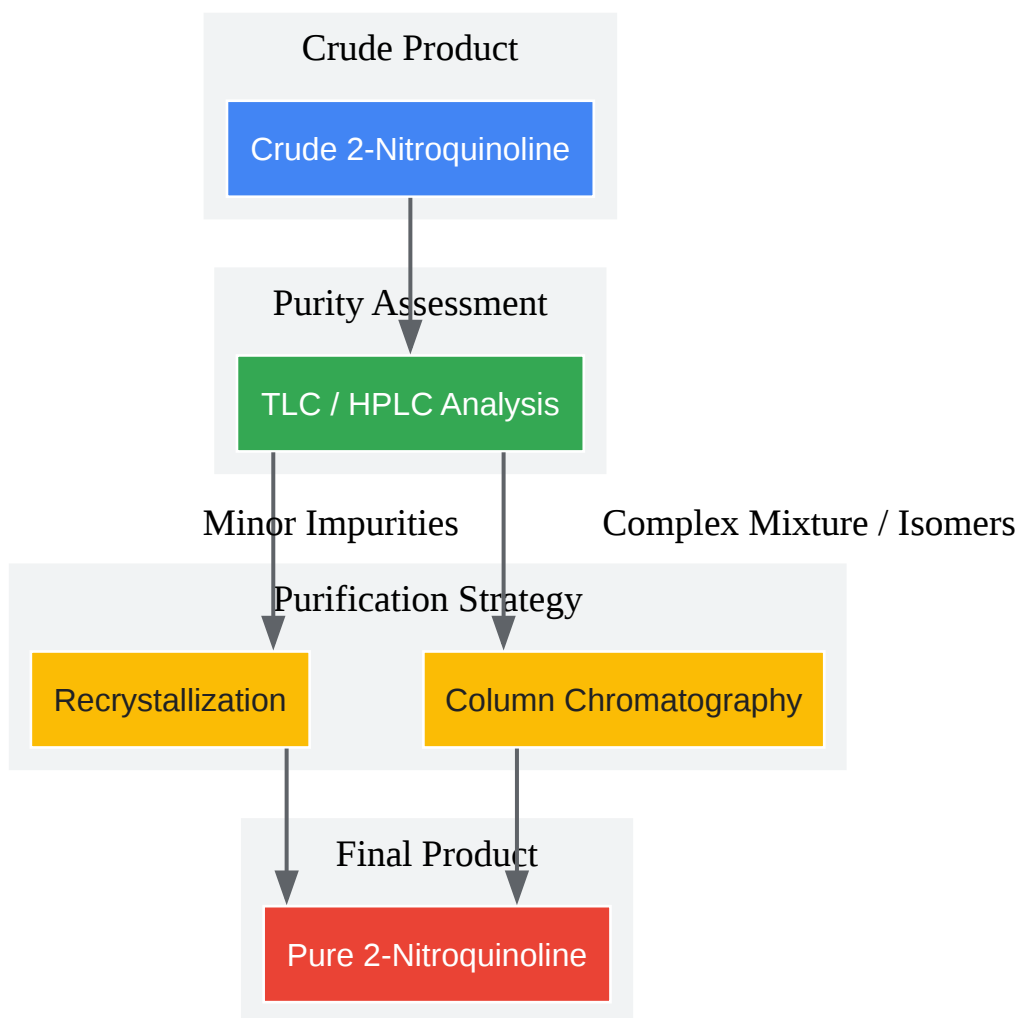 Crude Product
Crude 2-Nitroquinoline
Purity Assessment
TLC / HPLC Analysis
Minor Impurities
Complex Mixture / Isomers
Purification Strategy
Recrystallization
Column Chromatography
Final Product
Pure 2-Nitroquinoline